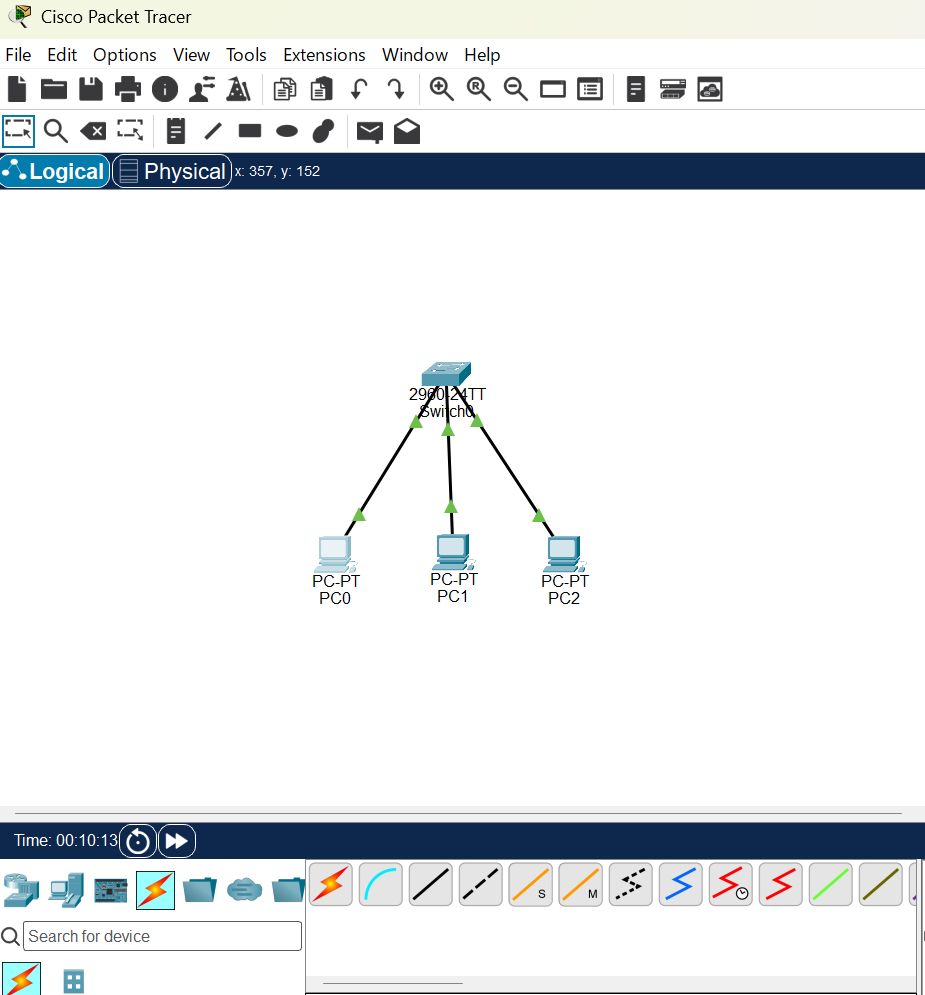 Cisco Packet Tracer
File Edit Options View Tools Extensions Window Help
R
Logical Physical x: 357, y: 152
2960-24TT
Switch0
PC-PT
PC0
PC-PT
PC1
PC-PT
PC2
Time: 00:10:13
S
M
Search for device